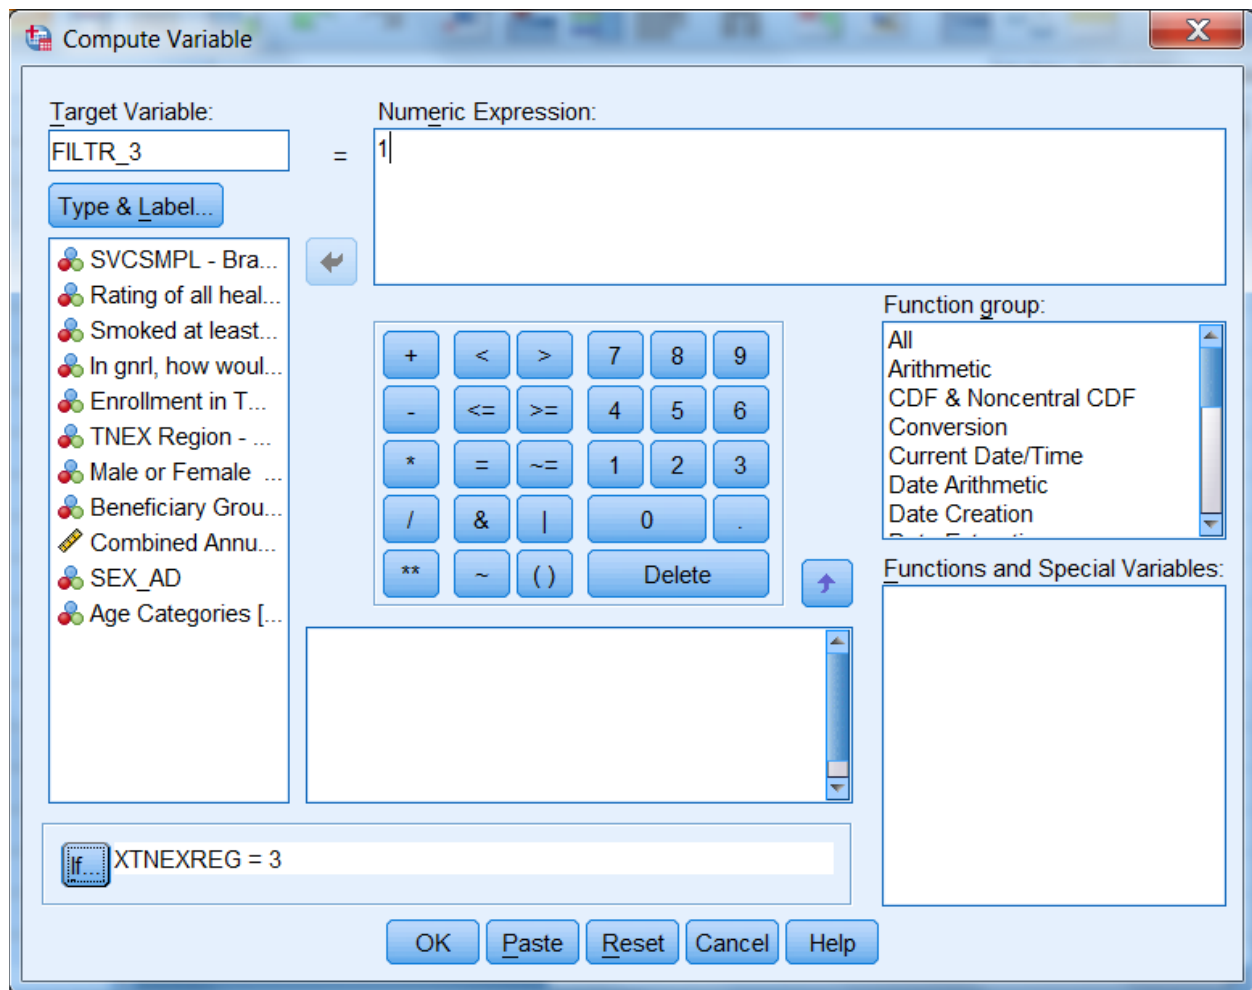 Compute Variable
X
Target Variable:
Numeric Expression:
FILTR_3
=
1
Type & Label...
SVCSMPL - Bra...
Rating of all heal...
Smoked at least...
In gnrl, how woul...
Enrollment in T...
TNEX Region - ...
Male or Female ...
Beneficiary Grou...
Combined Annu...
SEX_AD
Age Categories [...
+ < > 7 8 9
- <= >= 4 5 6
* = ~= 1 2 3
/ & | 0 .
** ~ ( ) Delete
Function group:
All
Arithmetic
CDF & Noncentral CDF
Conversion
Current Date/Time
Date Arithmetic
Date Creation
Functions and Special Variables:
If... XTNEXREG = 3
OK Paste Reset Cancel Help